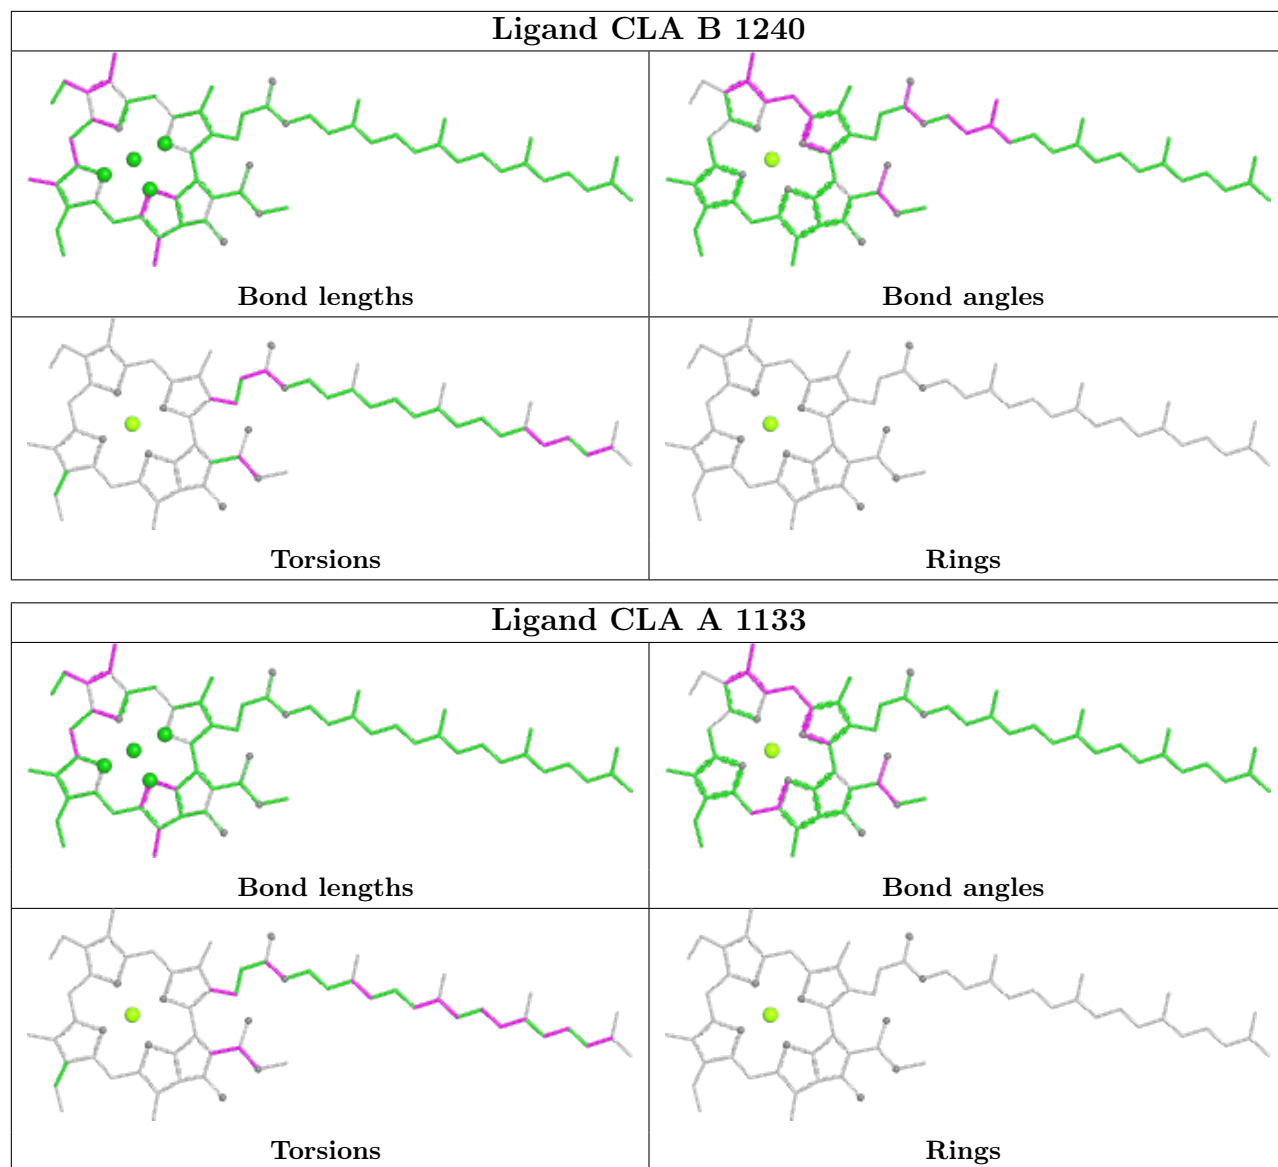 Ligand CLA B 1240
Bond lengths
Bond angles
Torsions
Rings
Ligand CLA A 1133
Bond lengths
Bond angles
Torsions
Rings